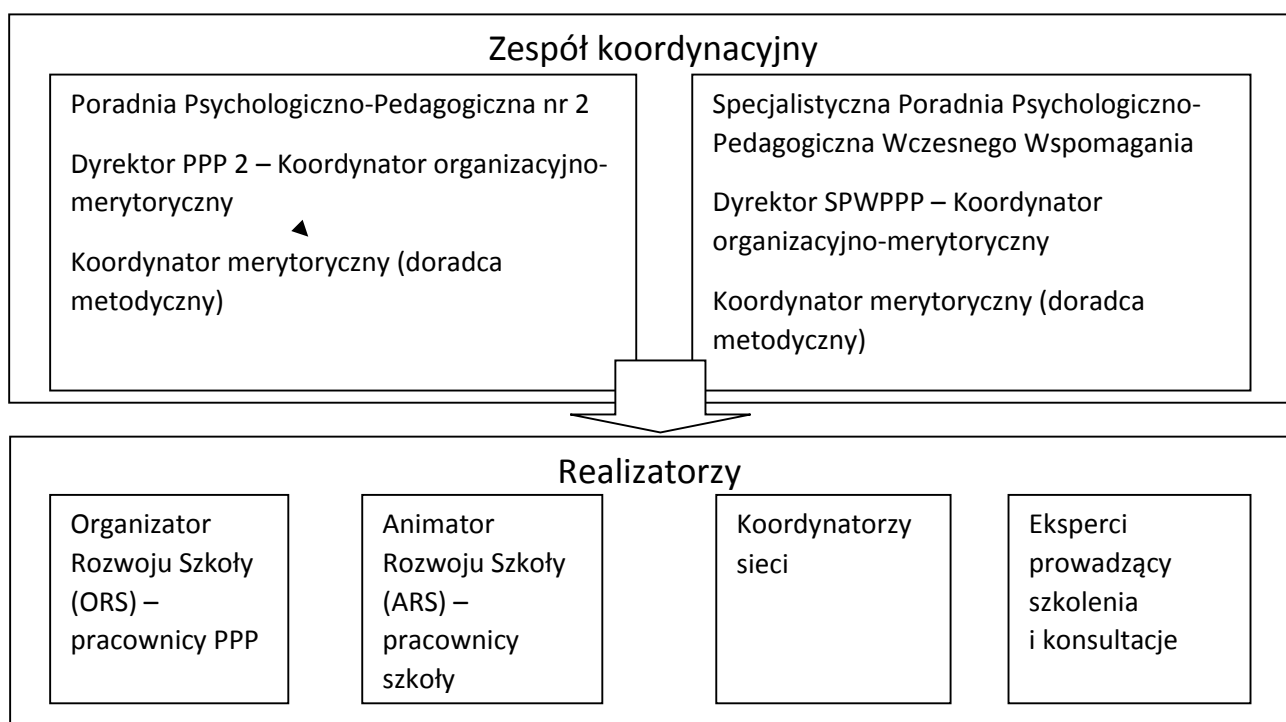 Zespół koordynacyjny
Poradnia Psychologiczno-Pedagogiczna nr 2
Dyrektor PPP 2 – Koordynator organizacyjno-
merytoryczny
Koordynator merytoryczny (doradca
metodyczny)
Specjalistyczna Poradnia Psychologiczno-
Pedagogiczna Wczesnego Wspomagania
Dyrektor SPWPPP – Koordynator
organizacyjno-merytoryczny
Koordynator merytoryczny (doradca
metodyczny)
Realizatorzy
Organizator
Rozwoju Szkoły
(ORS) –
pracownicy PPP
Animator
Rozwoju Szkoły
(ARS) –
pracownicy
szkoły
Koordynatorzy
sieci
Eksperci
prowadzący
szkolenia
i konsultacje